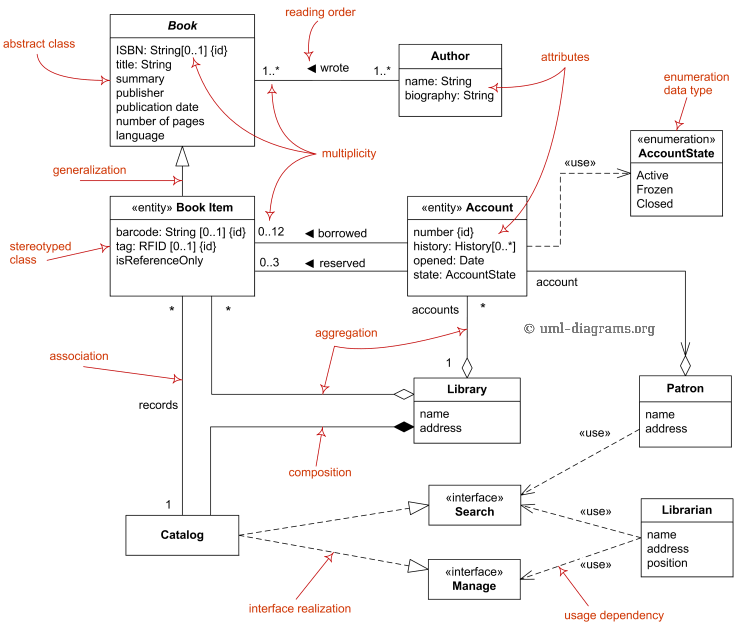 reading order
Book
abstract class
ISBN: String[0..1] {id}
title: String
summary
publisher
publication date
number of pages
language
1..*
◄ wrote
1..*
Author
name: String
biography: String
attributes
enumeration
data type
«enumeration»
AccountState
Active
Frozen
Closed
multiplicity
generalization
«use»
«entity» Book Item
barcode: String [0..1] {id}
tag: RFID [0..1] {id}
isReferenceOnly
stereotyped
class
0..12
◄ borrowed
0..3
◄ reserved
«entity» Account
number {id}
history: History[0..*]
opened: Date
state: AccountState
account
*
*
accounts
*
© uml-diagrams.org
aggregation
association
1
Library
name
address
Patron
name
address
records
«use»
composition
1
Catalog
«interface»
Search
«use»
Librarian
name
address
position
«interface»
Manage
«use»
interface realization
usage dependency